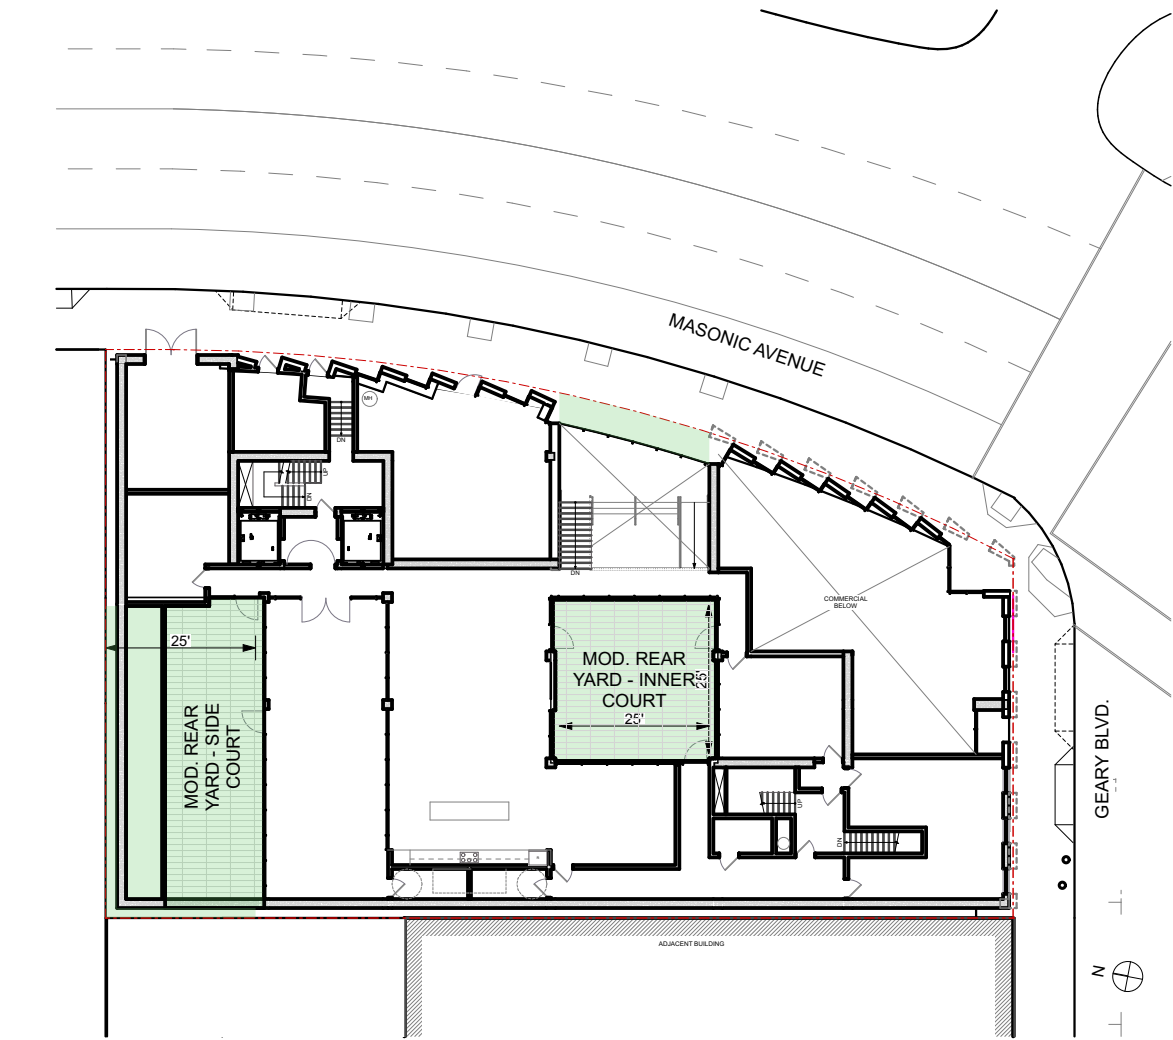 MASONIC AVENUE
MH
DN
UP
DN
DN
COMMERCIAL
BELOW
25'
MOD. REAR
YARD - SIDE
COURT
MOD. REAR
YARD - INNER
COURT
25'
25'
UP
DN
GEARY BLVD.
ADJACENT BUILDING
N